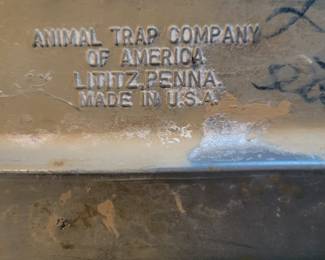 ANIMAL TRAP COMPANY
OF AMERICA
LITITZ, PENNA.
MADE IN U.S.A.